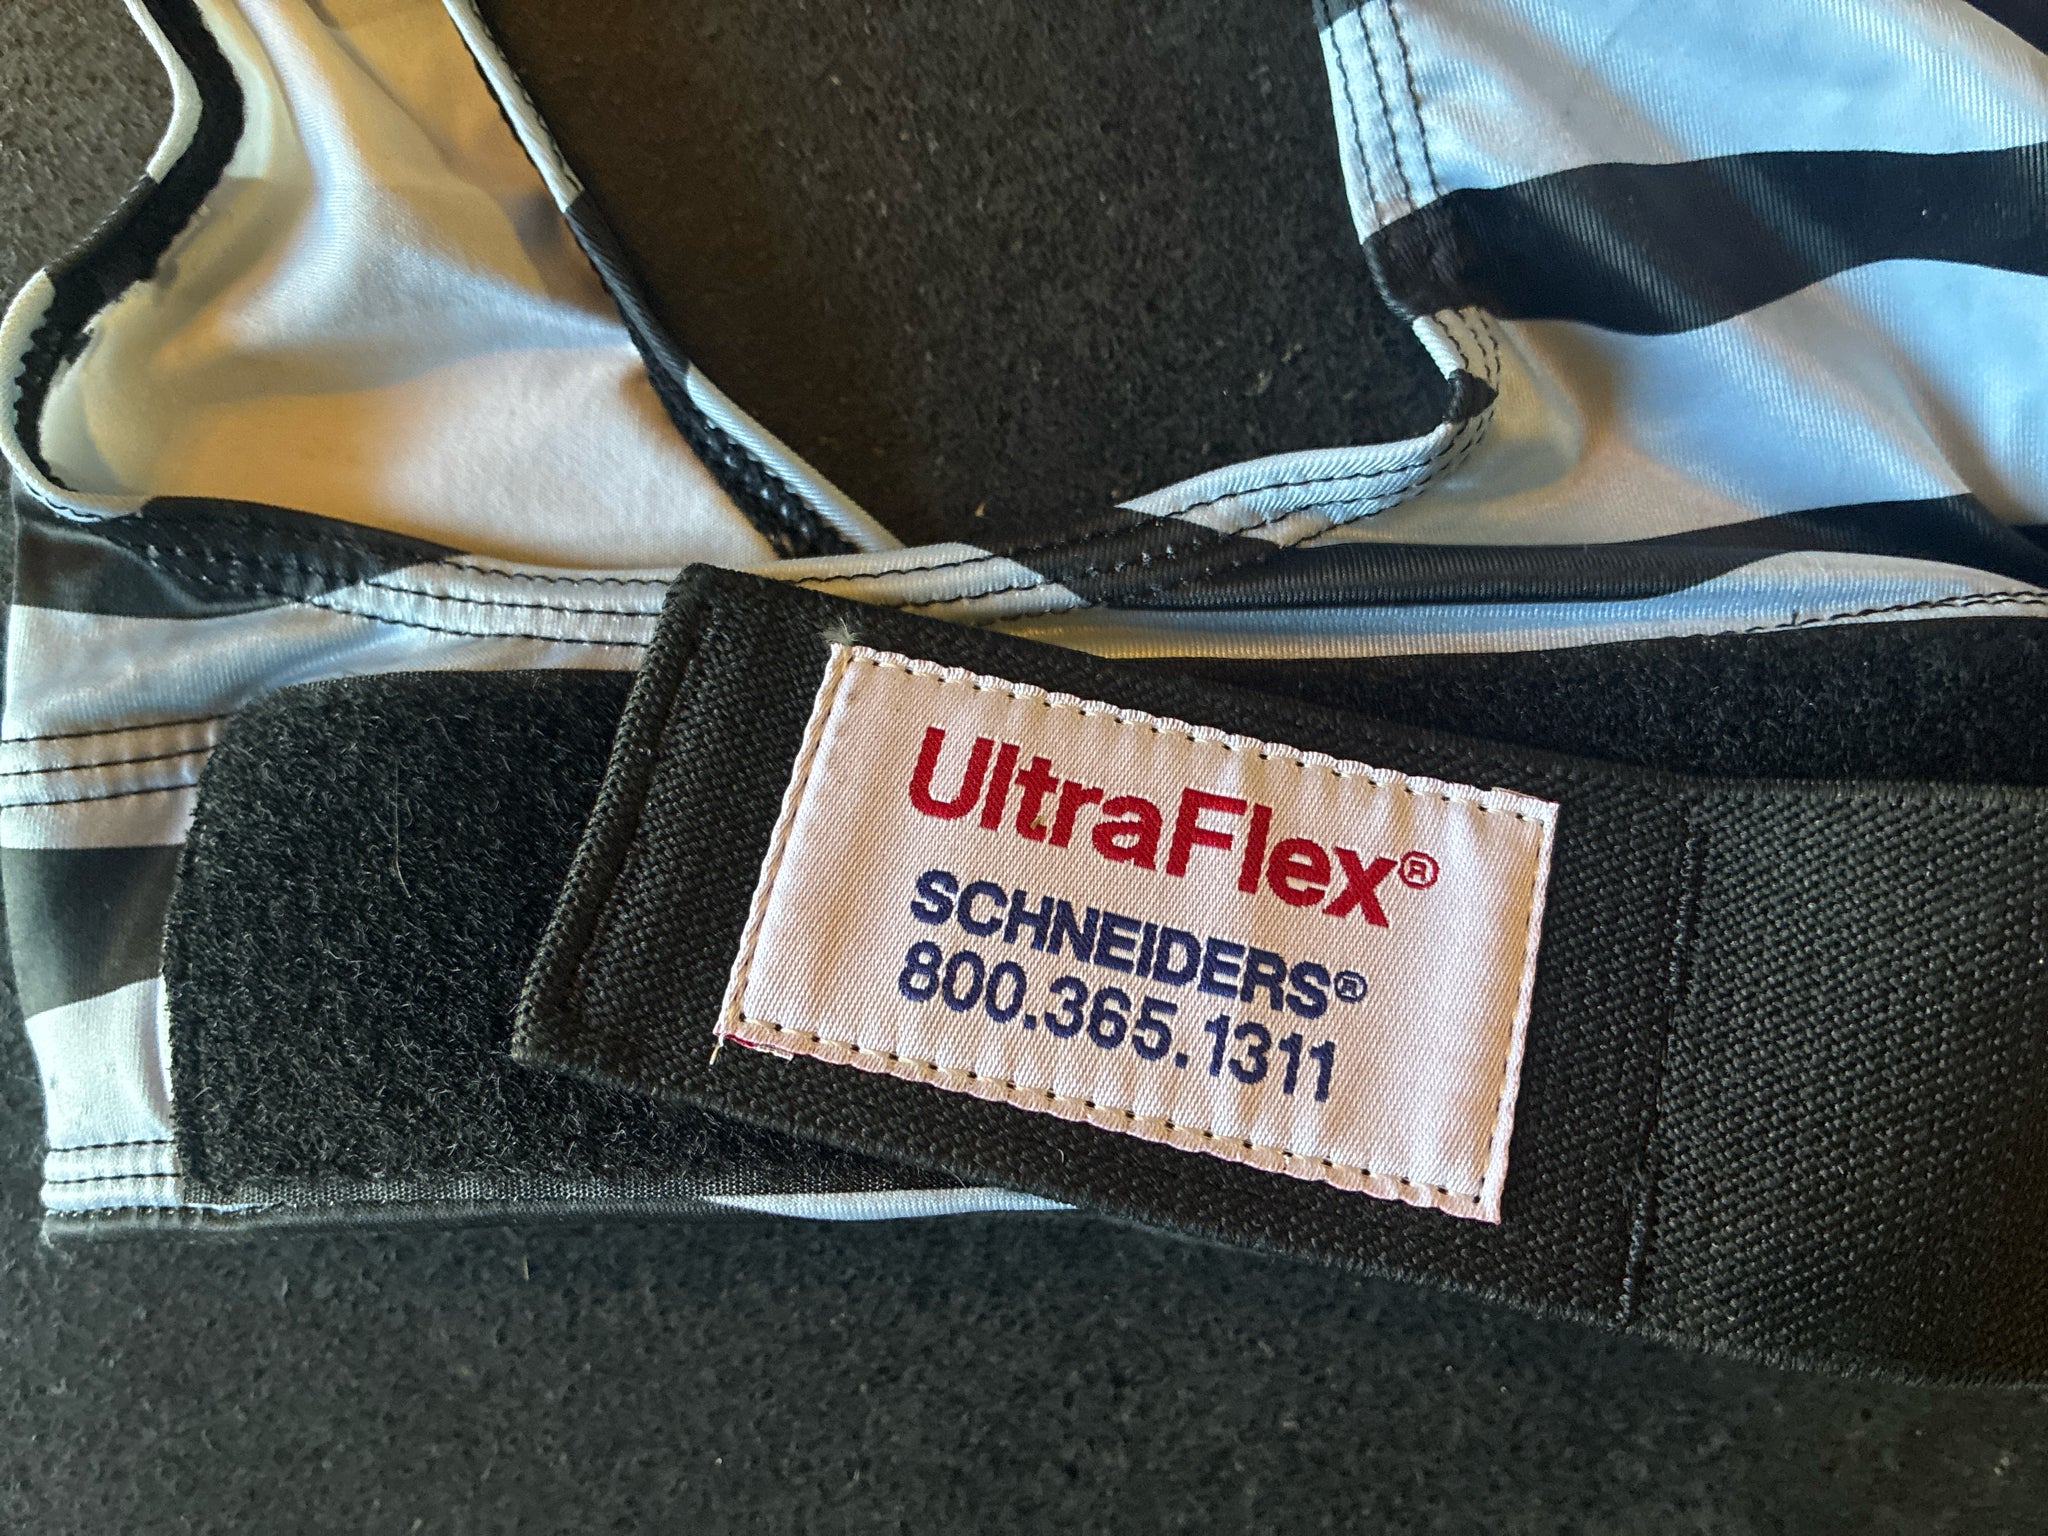 UltraFlex®
SCHNEIDERS®
800.365.1311